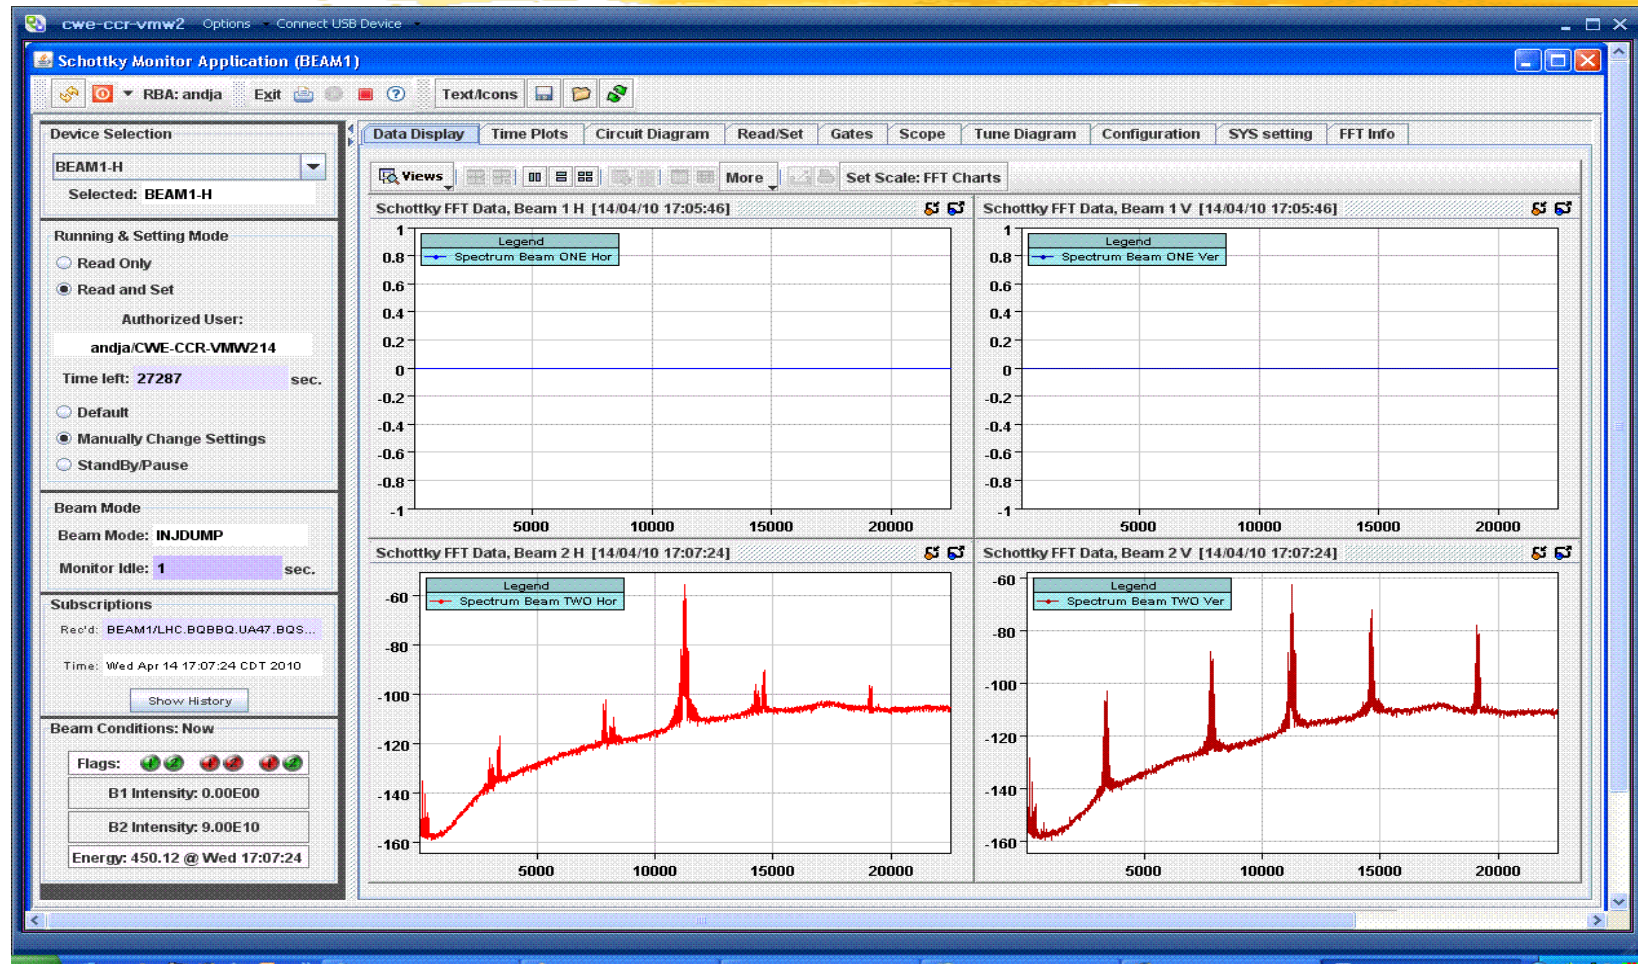 cwe-ccr-vmw2 Options Connect USB Device
Schottky Monitor Application (BEAM1)
RBA: andja Exit Text/Icons
Device Selection
BEAM1-H
Selected: BEAM1-H
Running & Setting Mode
Read Only
Read and Set
Authorized User:
andja/CWE-CCR-VMW214
Time left: 27287 sec.
Default
Manually Change Settings
StandBy/Pause
Beam Mode
Beam Mode: INJDUMP
Monitor Idle: 1 sec.
Subscriptions
Rec'd: BEAM1/LHC.BQBBQ.UA47.BQS...
Time: Wed Apr 14 17:07:24 CDT 2010
Show History
Beam Conditions: Now
Flags: 1 2 1 2 1 2
B1 Intensity: 0.00E00
B2 Intensity: 9.00E10
Energy: 450.12 @ Wed 17:07:24
Data Display Time Plots Circuit Diagram Read/Set Gates Scope Tune Diagram Configuration SYS setting FFT Info
Views More Set Scale: FFT Charts
Schottky FFT Data, Beam 1 H [14/04/10 17:05:46]
Legend
Spectrum Beam ONE Hor
1
0.8
0.6
0.4
0.2
0
-0.2
-0.4
-0.6
-0.8
-1
5000 10000 15000 20000
Schottky FFT Data, Beam 1 V [14/04/10 17:05:46]
Legend
Spectrum Beam ONE Ver
1
0.8
0.6
0.4
0.2
0
-0.2
-0.4
-0.6
-0.8
-1
5000 10000 15000 20000
Schottky FFT Data, Beam 2 H [14/04/10 17:07:24]
Legend
Spectrum Beam TWO Hor
-60
-80
-100
-120
-140
-160
5000 10000 15000 20000
Schottky FFT Data, Beam 2 V [14/04/10 17:07:24]
Legend
Spectrum Beam TWO Ver
-60
-80
-100
-120
-140
-160
5000 10000 15000 20000